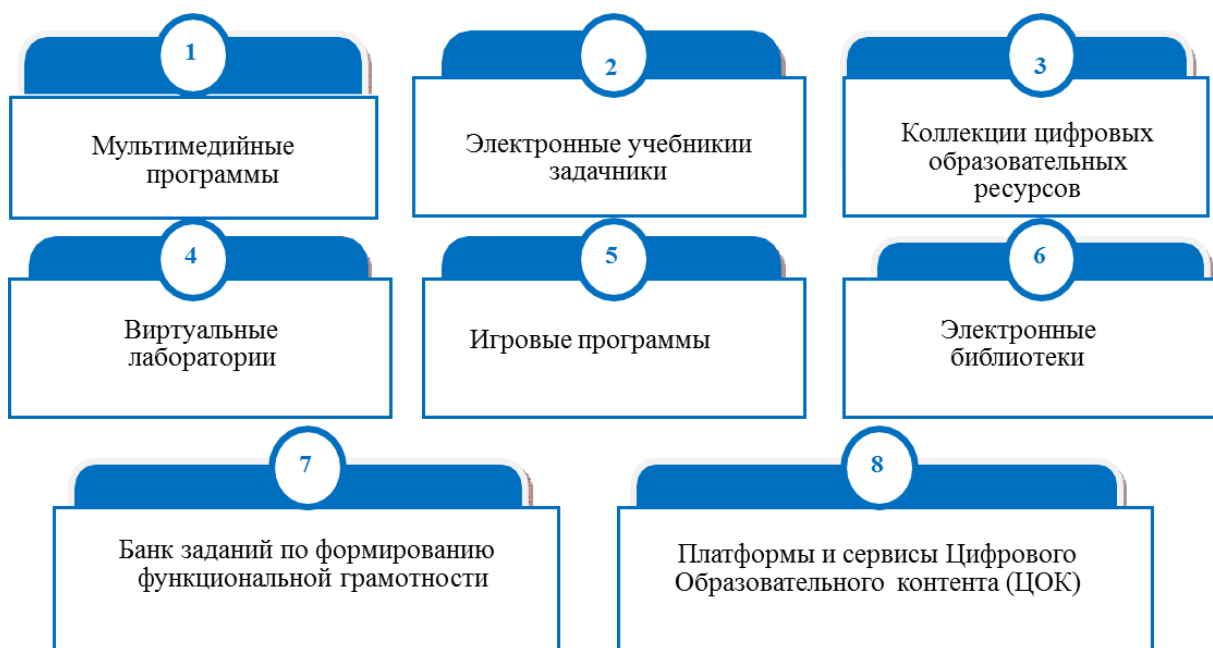 1
Мультимедийные
программы
2
Электронные учебникии
задачники
3
Коллекции цифровых
образовательных
ресурсов
4
Виртуальные
лаборатории
5
Игровые программы
6
Электронные
библиотеки
7
Банк заданий по формированию
функциональной грамотности
8
Платформы и сервисы Цифрового
Образовательного контента (ЦОК)